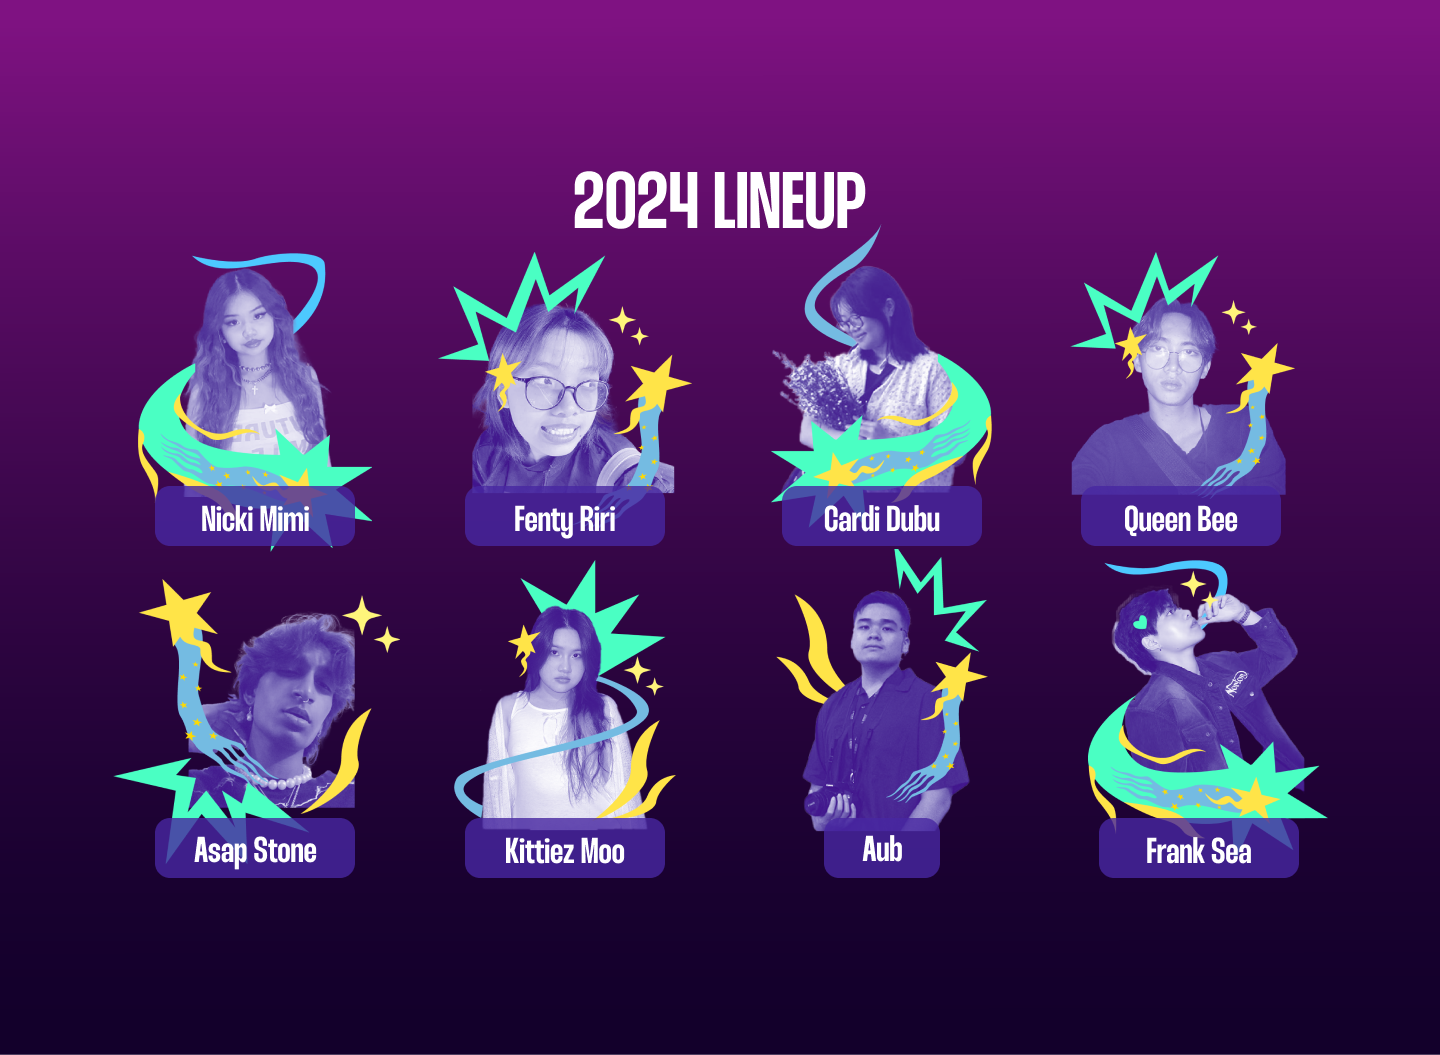 2024 LINEUP
Nicki Mimi
Fenty Riri
Cardi Dubu
Queen Bee
Asap Stone
Kittiez Moo
Aub
Frank Sea